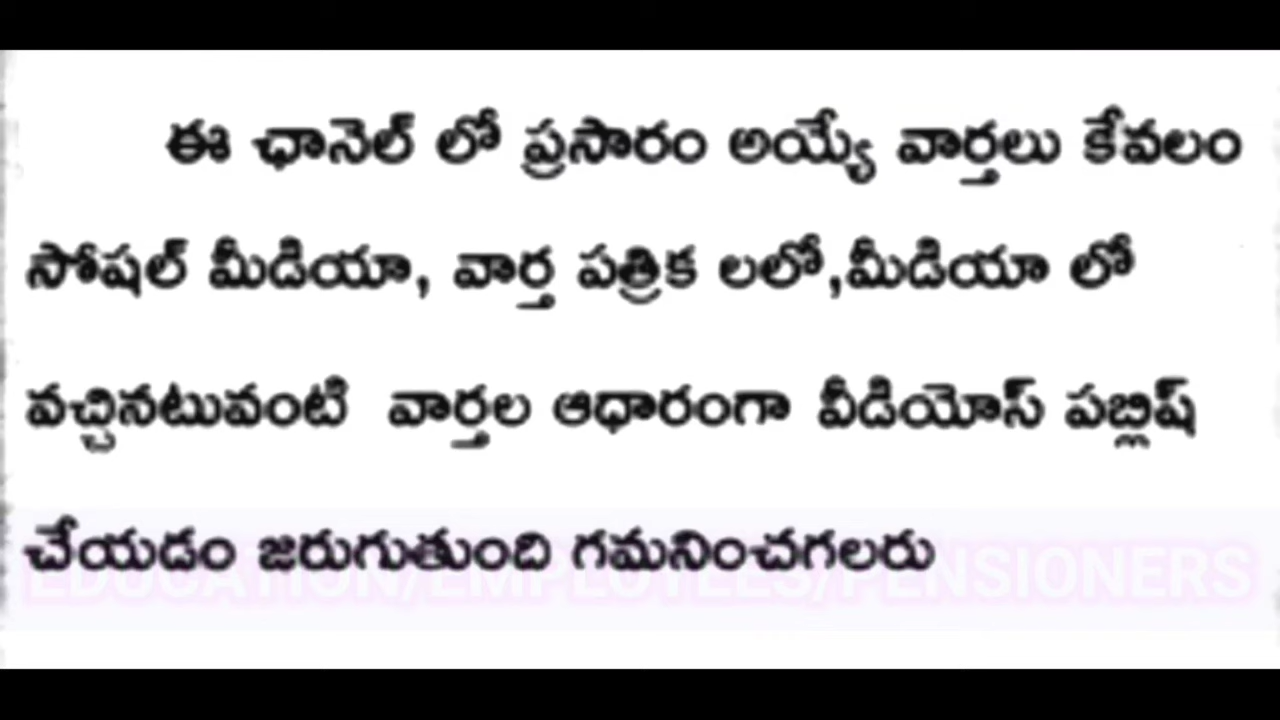 ఈ ఛానెల్ లో ప్రసారం అయ్యే వార్తలు కేవలం
సోషల్ మీడియా, వార్త పత్రిక లలో,మీడియా లో
వచ్చినటువంటి వార్తల ఆధారంగా వీడియోస్ పబ్లిష్
చేయడం జరుగుతుంది గమనించగలరు
EDUCATION/EMPLOYEES/PENSIONERS